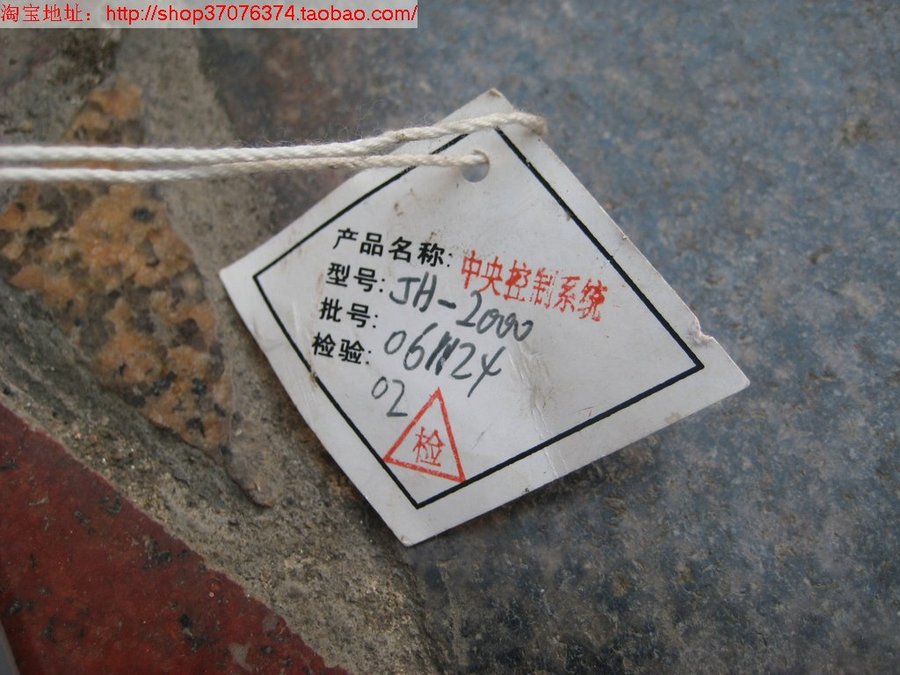 淘宝地址：http://shop37076374.taobao.com/
产品名称: 中央控制系统
型号: JH-2000
批号: 061124
检验: 02
检